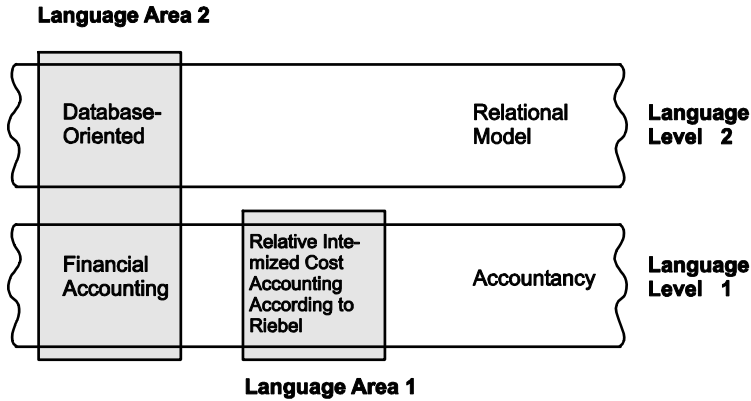 Language Area 2
Database-
Oriented
Relational
Model
Language
Level 2
Financial
Accounting
Relative Inte-
mized Cost
Accounting
According to
Riebel
Accountancy
Language
Level 1
Language Area 1